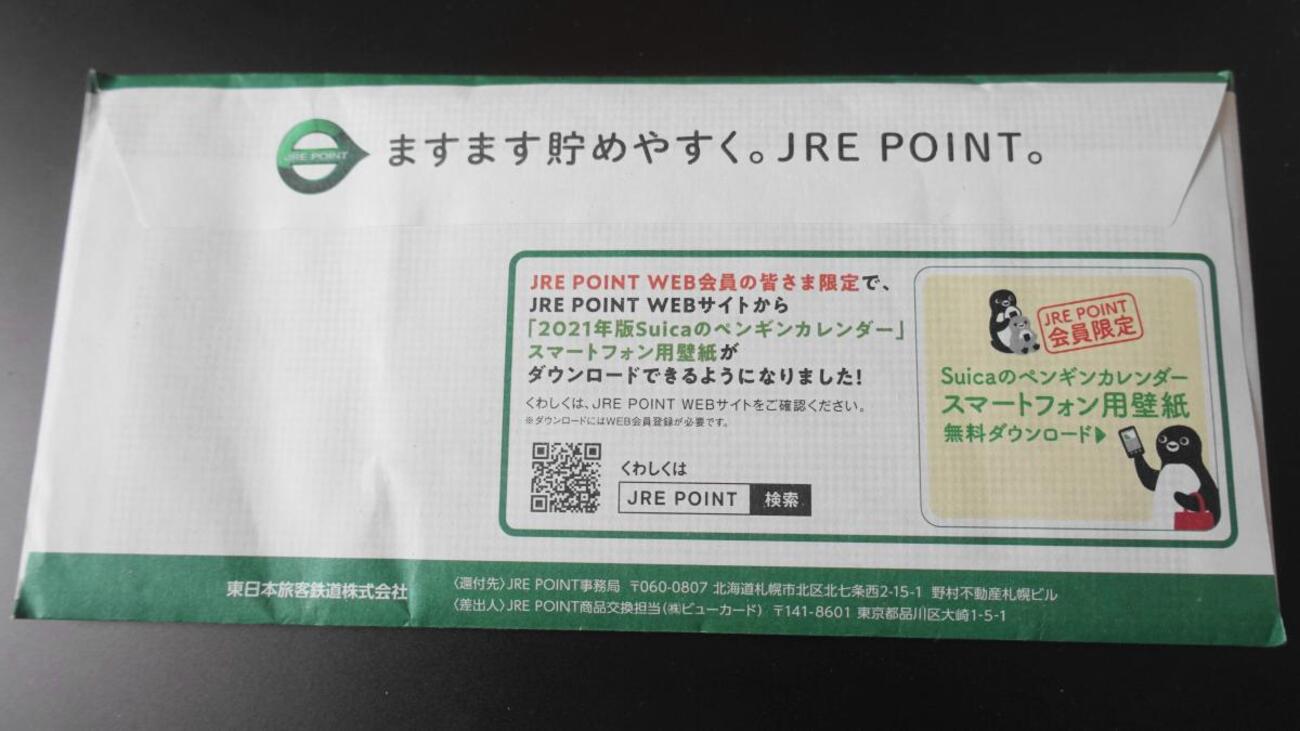 JRE POINT
ますます貯めやすく。JRE POINT。
JRE POINT WEB会員の皆さま限定で、
JRE POINT WEBサイトから
「2021年版Suicaのペンギンカレンダー」
スマートフォン用壁紙が
ダウンロードできるようになりました!
くわしくは、JRE POINT WEBサイトをご確認ください。
※ダウンロードにはWEB会員登録が必要です。
くわしくは
JRE POINT 検索
JRE POINT
会員限定
Suicaのペンギンカレンダー
スマートフォン用壁紙
無料ダウンロード▶
東日本旅客鉄道株式会社
〈還付先〉JRE POINT事務局 〒060-0807 北海道札幌市北区北七条西2-15-1 野村不動産札幌ビル
〈差出人〉JRE POINT商品交換担当(㈱ビューカード) 〒141-8601 東京都品川区大崎1-5-1